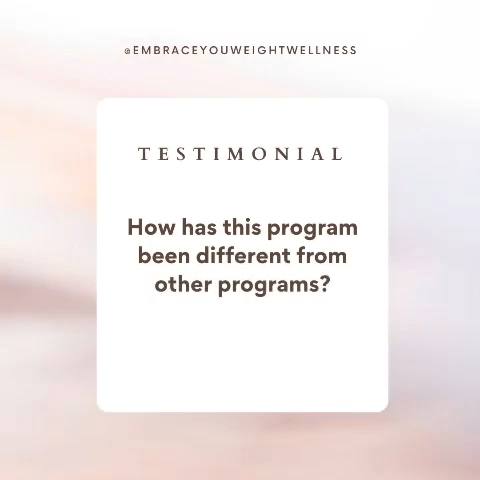 @EMBRACEYOUWEIGHTWELLNESS
TESTIMONIAL
How has this program
been different from
other programs?